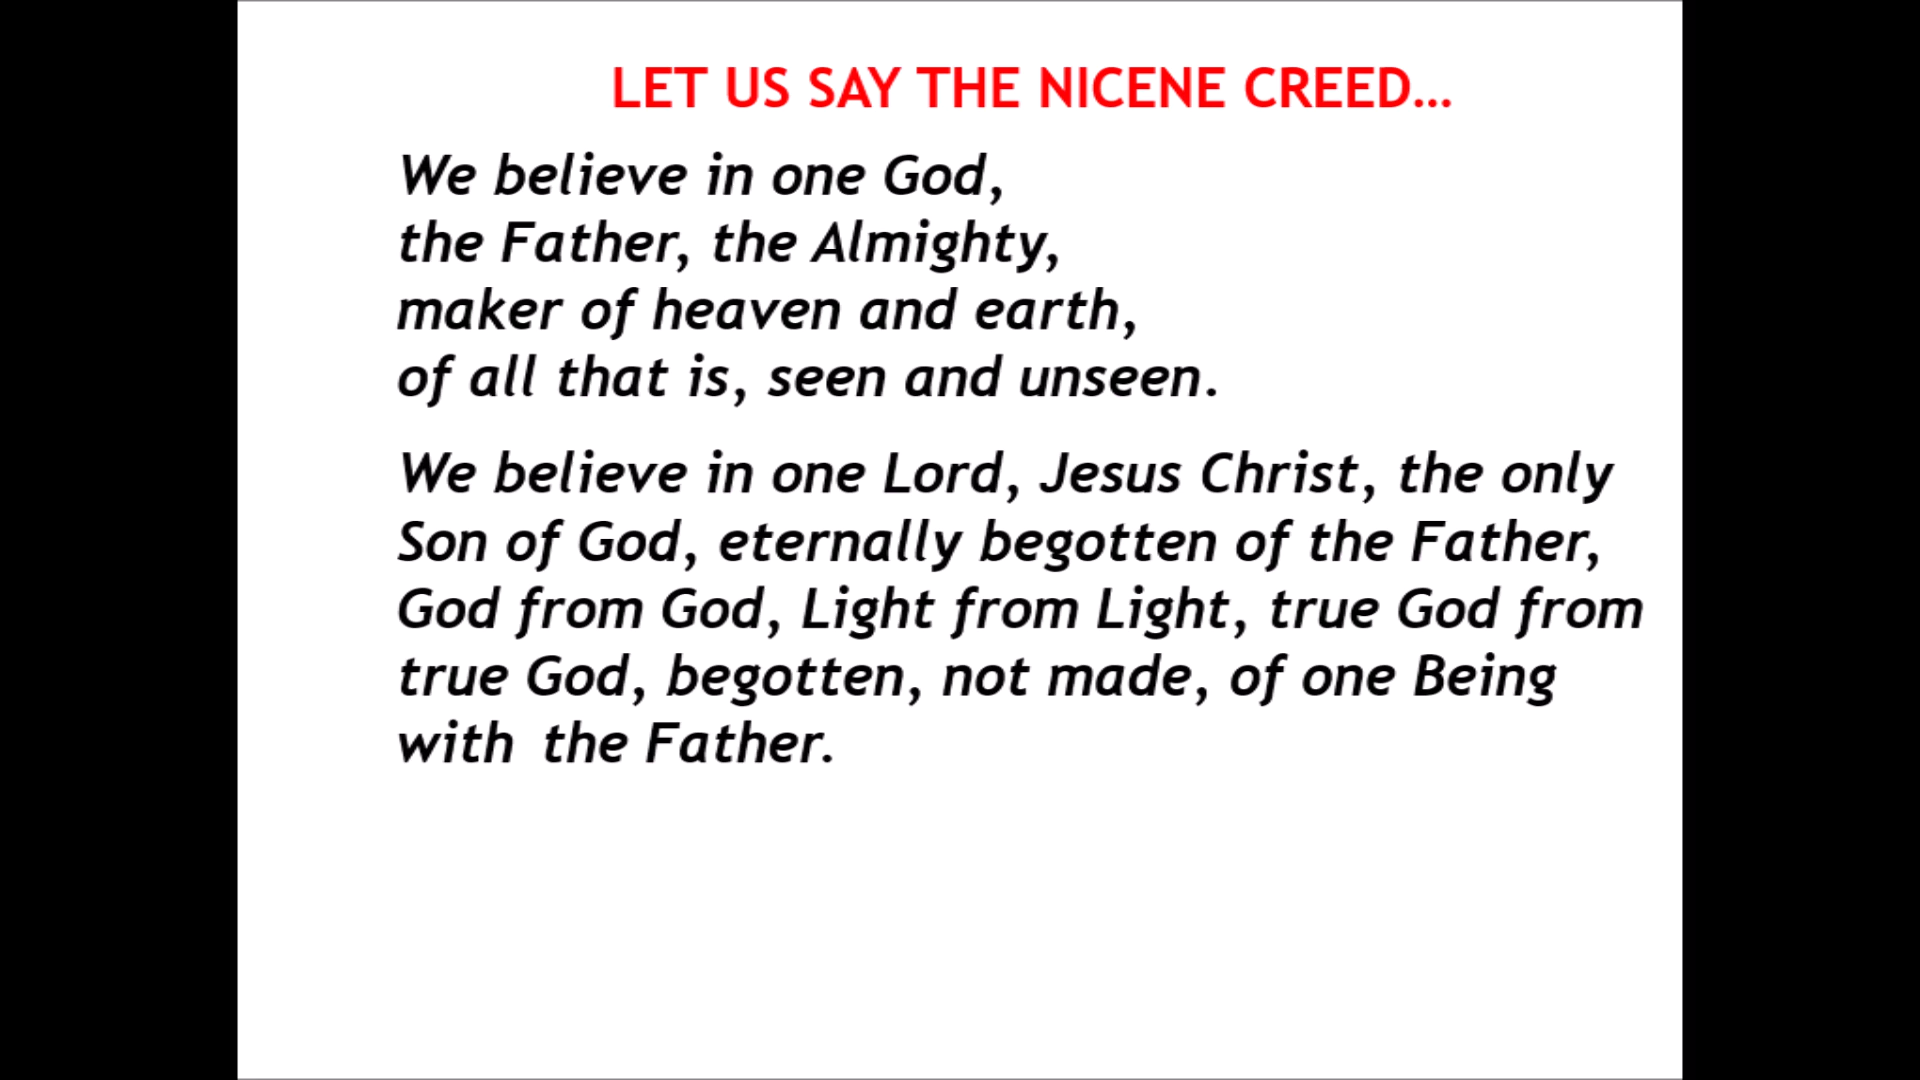 LET US SAY THE NICENE CREED...
We believe in one God,
the Father, the Almighty,
maker of heaven and earth,
of all that is, seen and unseen.
We believe in one Lord, Jesus Christ, the only
Son of God, eternally begotten of the Father,
God from God, Light from Light, true God from
true God, begotten, not made, of one Being
with the Father.